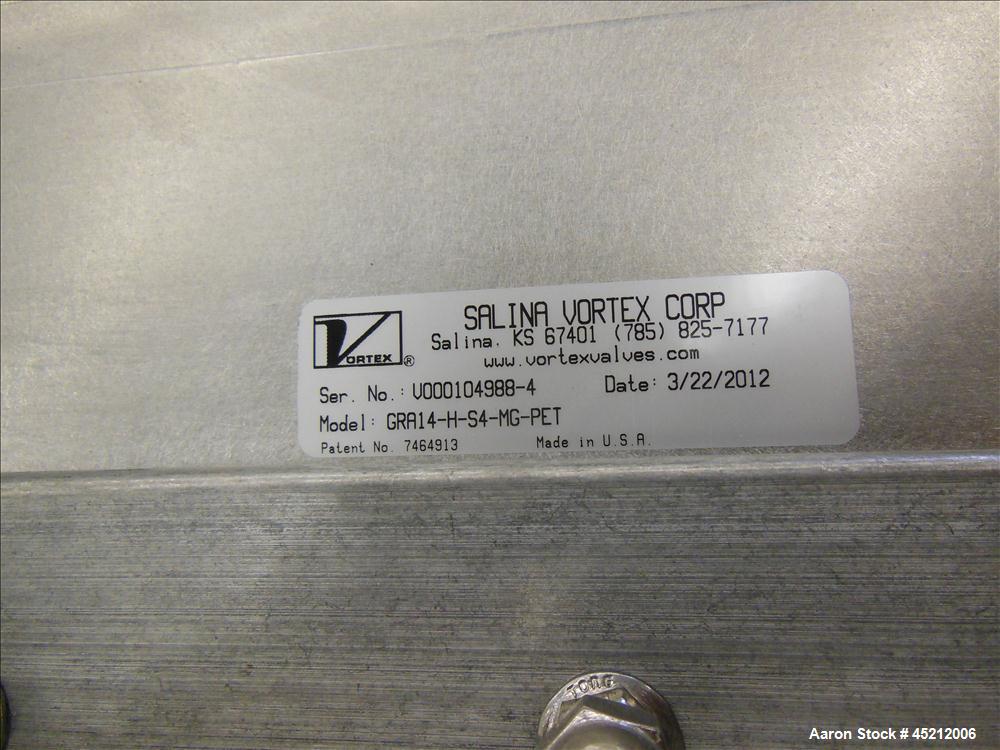 SALINA VORTEX CORP
Salina, KS 67401 (785) 825-7177
www.vortexvalves.com
VORTEX®
Ser. No.: V000104988-4 Date: 3/22/2012
Model: GRA14-H-S4-MG-PET
Patent No. 7464913 Made in U.S.A.
Aaron Stock # 45212006